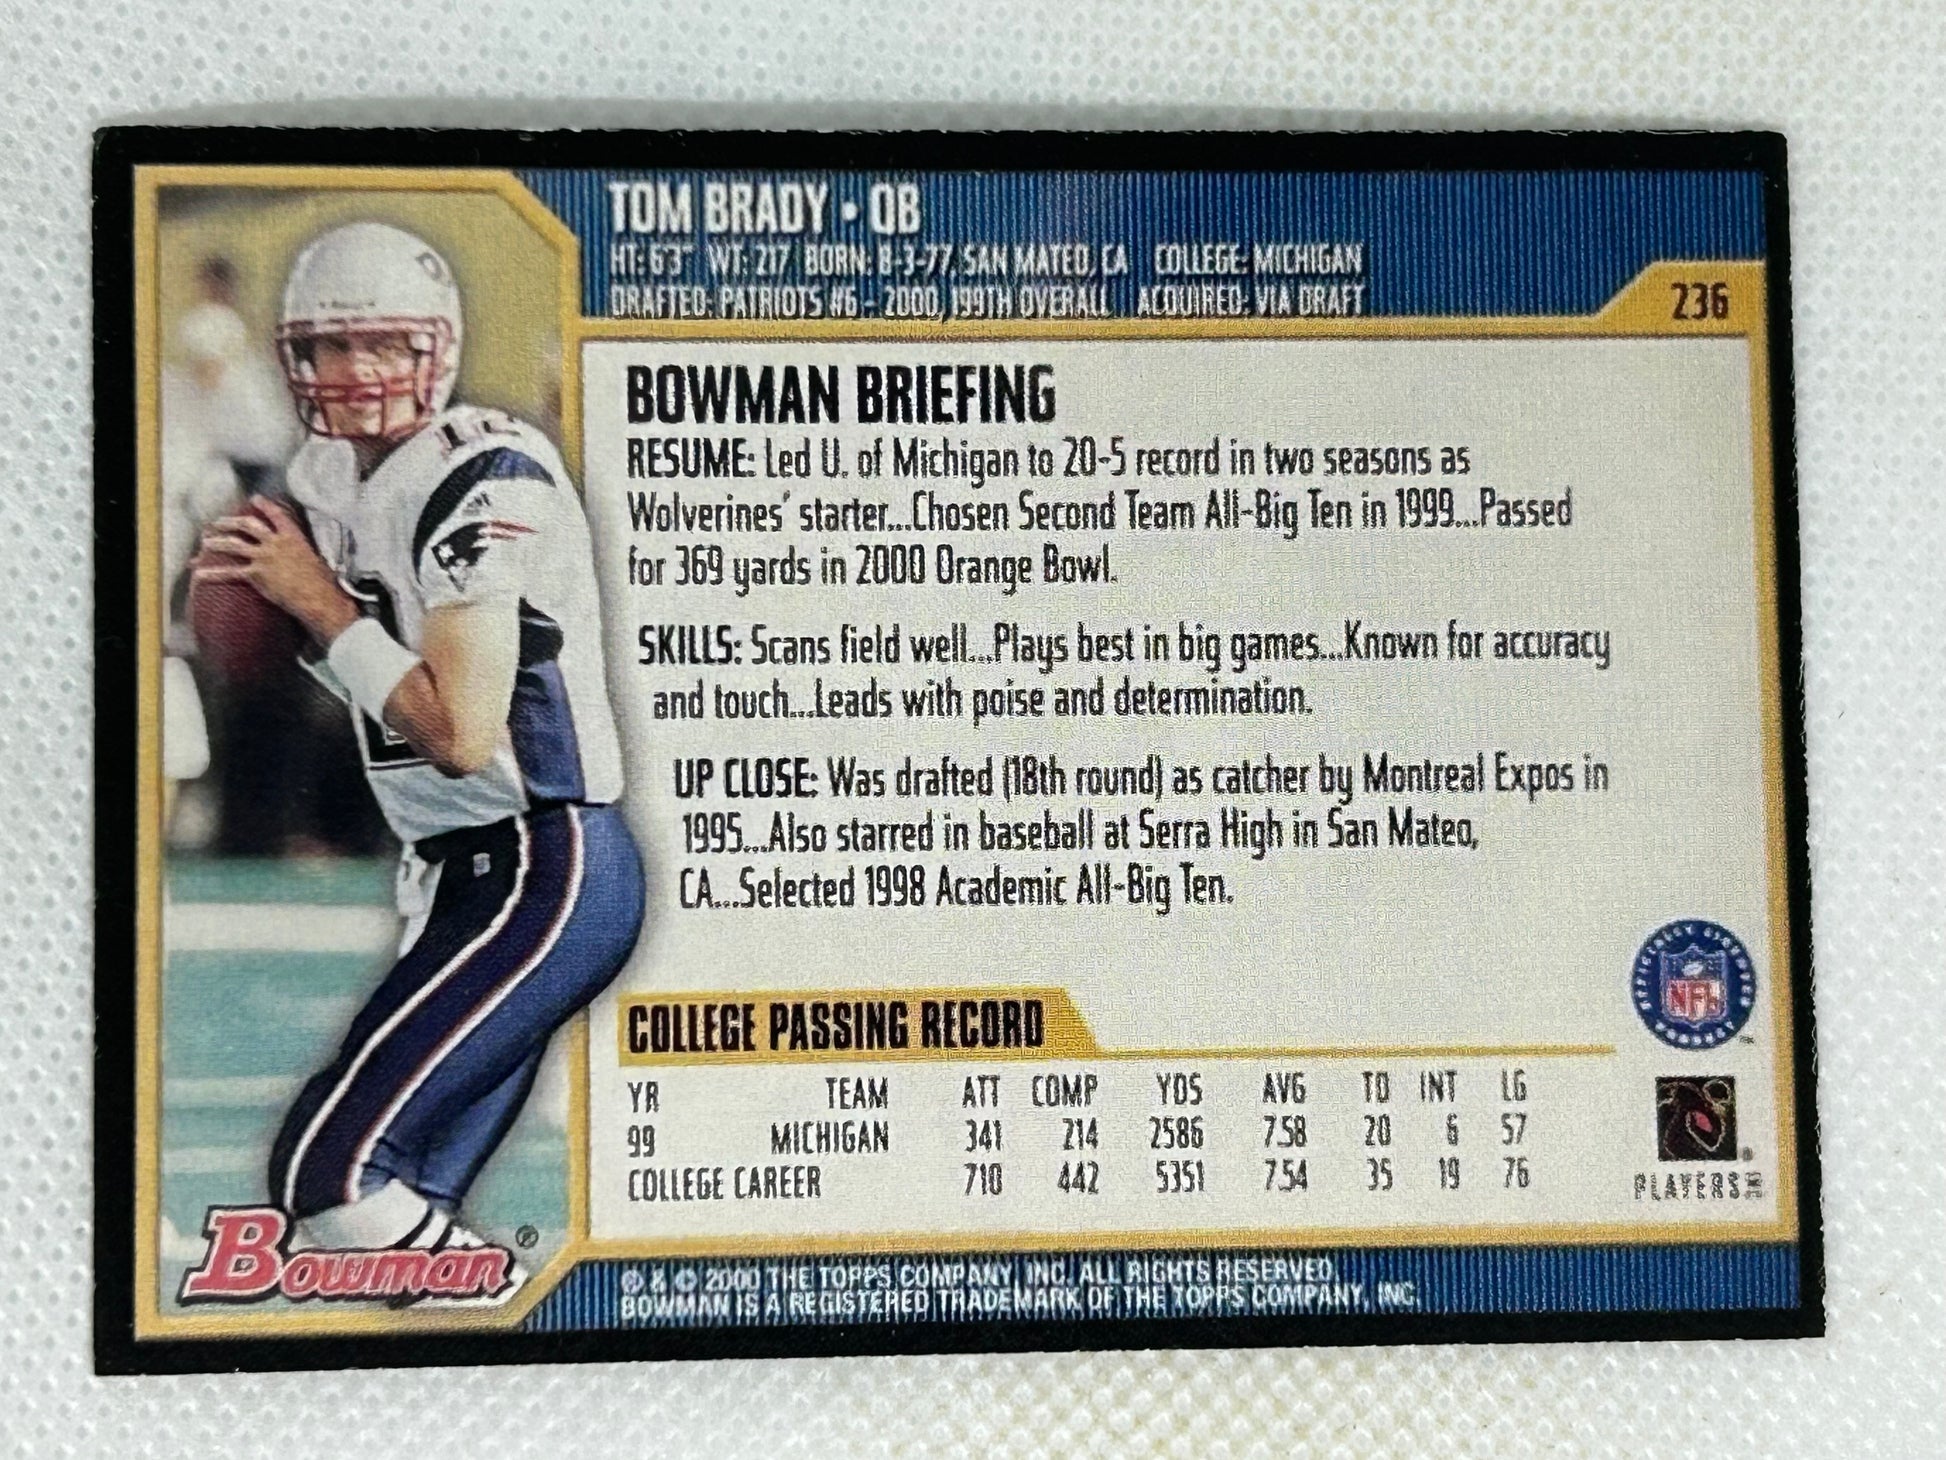 TOM BRADY • QB
HT: 6'3" WT: 217 BORN: 8-3-77, SAN MATEO, CA COLLEGE: MICHIGAN
DRAFTED: PATRIOTS #6 - 2000, 199TH OVERALL ACQUIRED: VIA DRAFT
236
BOWMAN BRIEFING
RESUME: Led U. of Michigan to 20-5 record in two seasons as
Wolverines' starter...Chosen Second Team All-Big Ten in 1999...Passed
for 369 yards in 2000 Orange Bowl.
SKILLS: Scans field well...Plays best in big games...Known for accuracy
and touch...Leads with poise and determination.
UP CLOSE: Was drafted (18th round) as catcher by Montreal Expos in
1995...Also starred in baseball at Serra High in San Mateo,
CA...Selected 1998 Academic All-Big Ten.
COLLEGE PASSING RECORD
YR TEAM ATT COMP YDS AVG TD INT LG
99 MICHIGAN 341 214 2586 7.58 20 6 57
COLLEGE CAREER 710 442 5351 7.54 35 19 76
NFL
PLAYERS INC
Bowman®
® & © 2000 THE TOPPS COMPANY, INC. ALL RIGHTS RESERVED.
BOWMAN IS A REGISTERED TRADEMARK OF THE TOPPS COMPANY, INC.